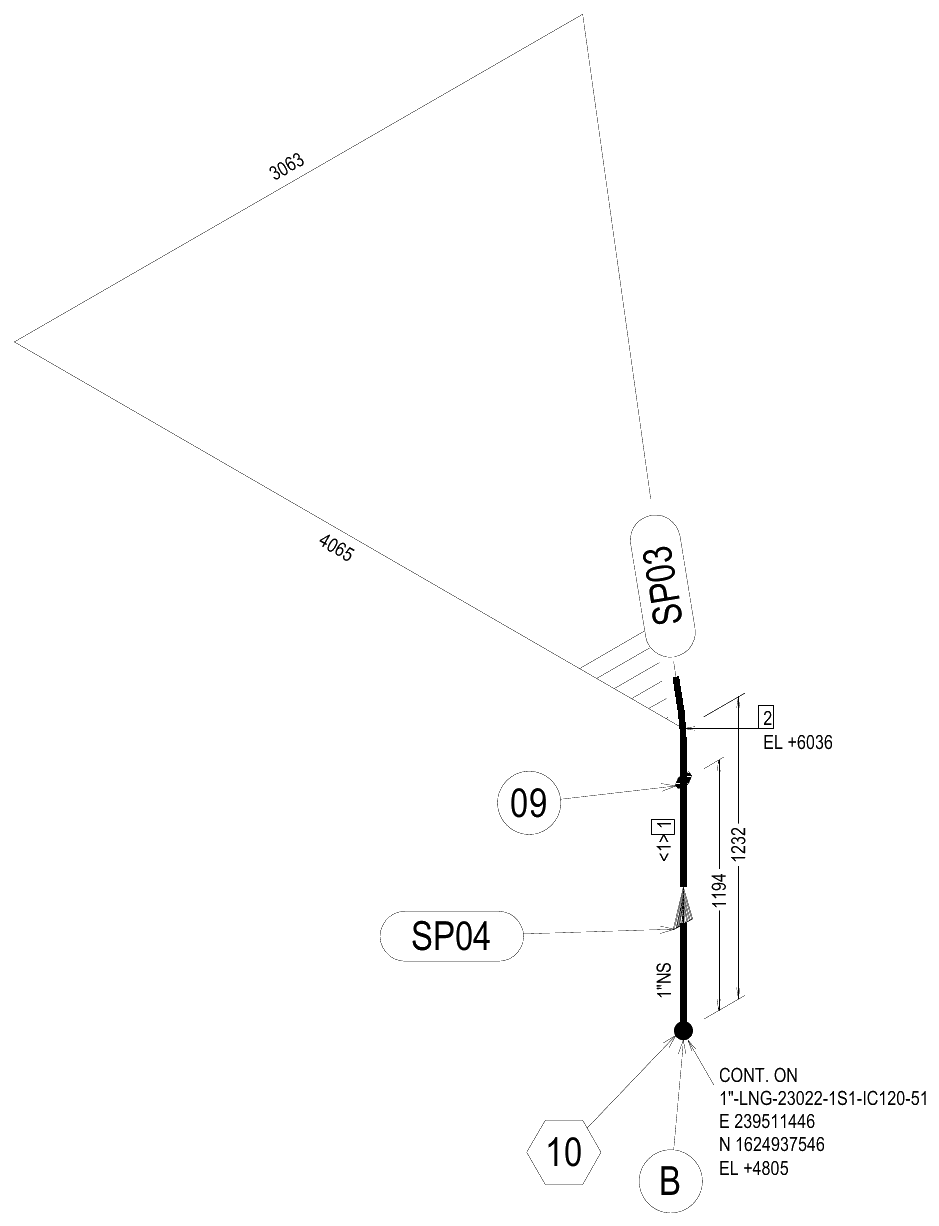 3063
4065
SP03
2
EL +6036
09
<1> 1
1232
1194
SP04
1"NS
CONT. ON
1"-LNG-23022-1S1-IC120-51
E 239511446
N 1624937546
EL +4805
10
B